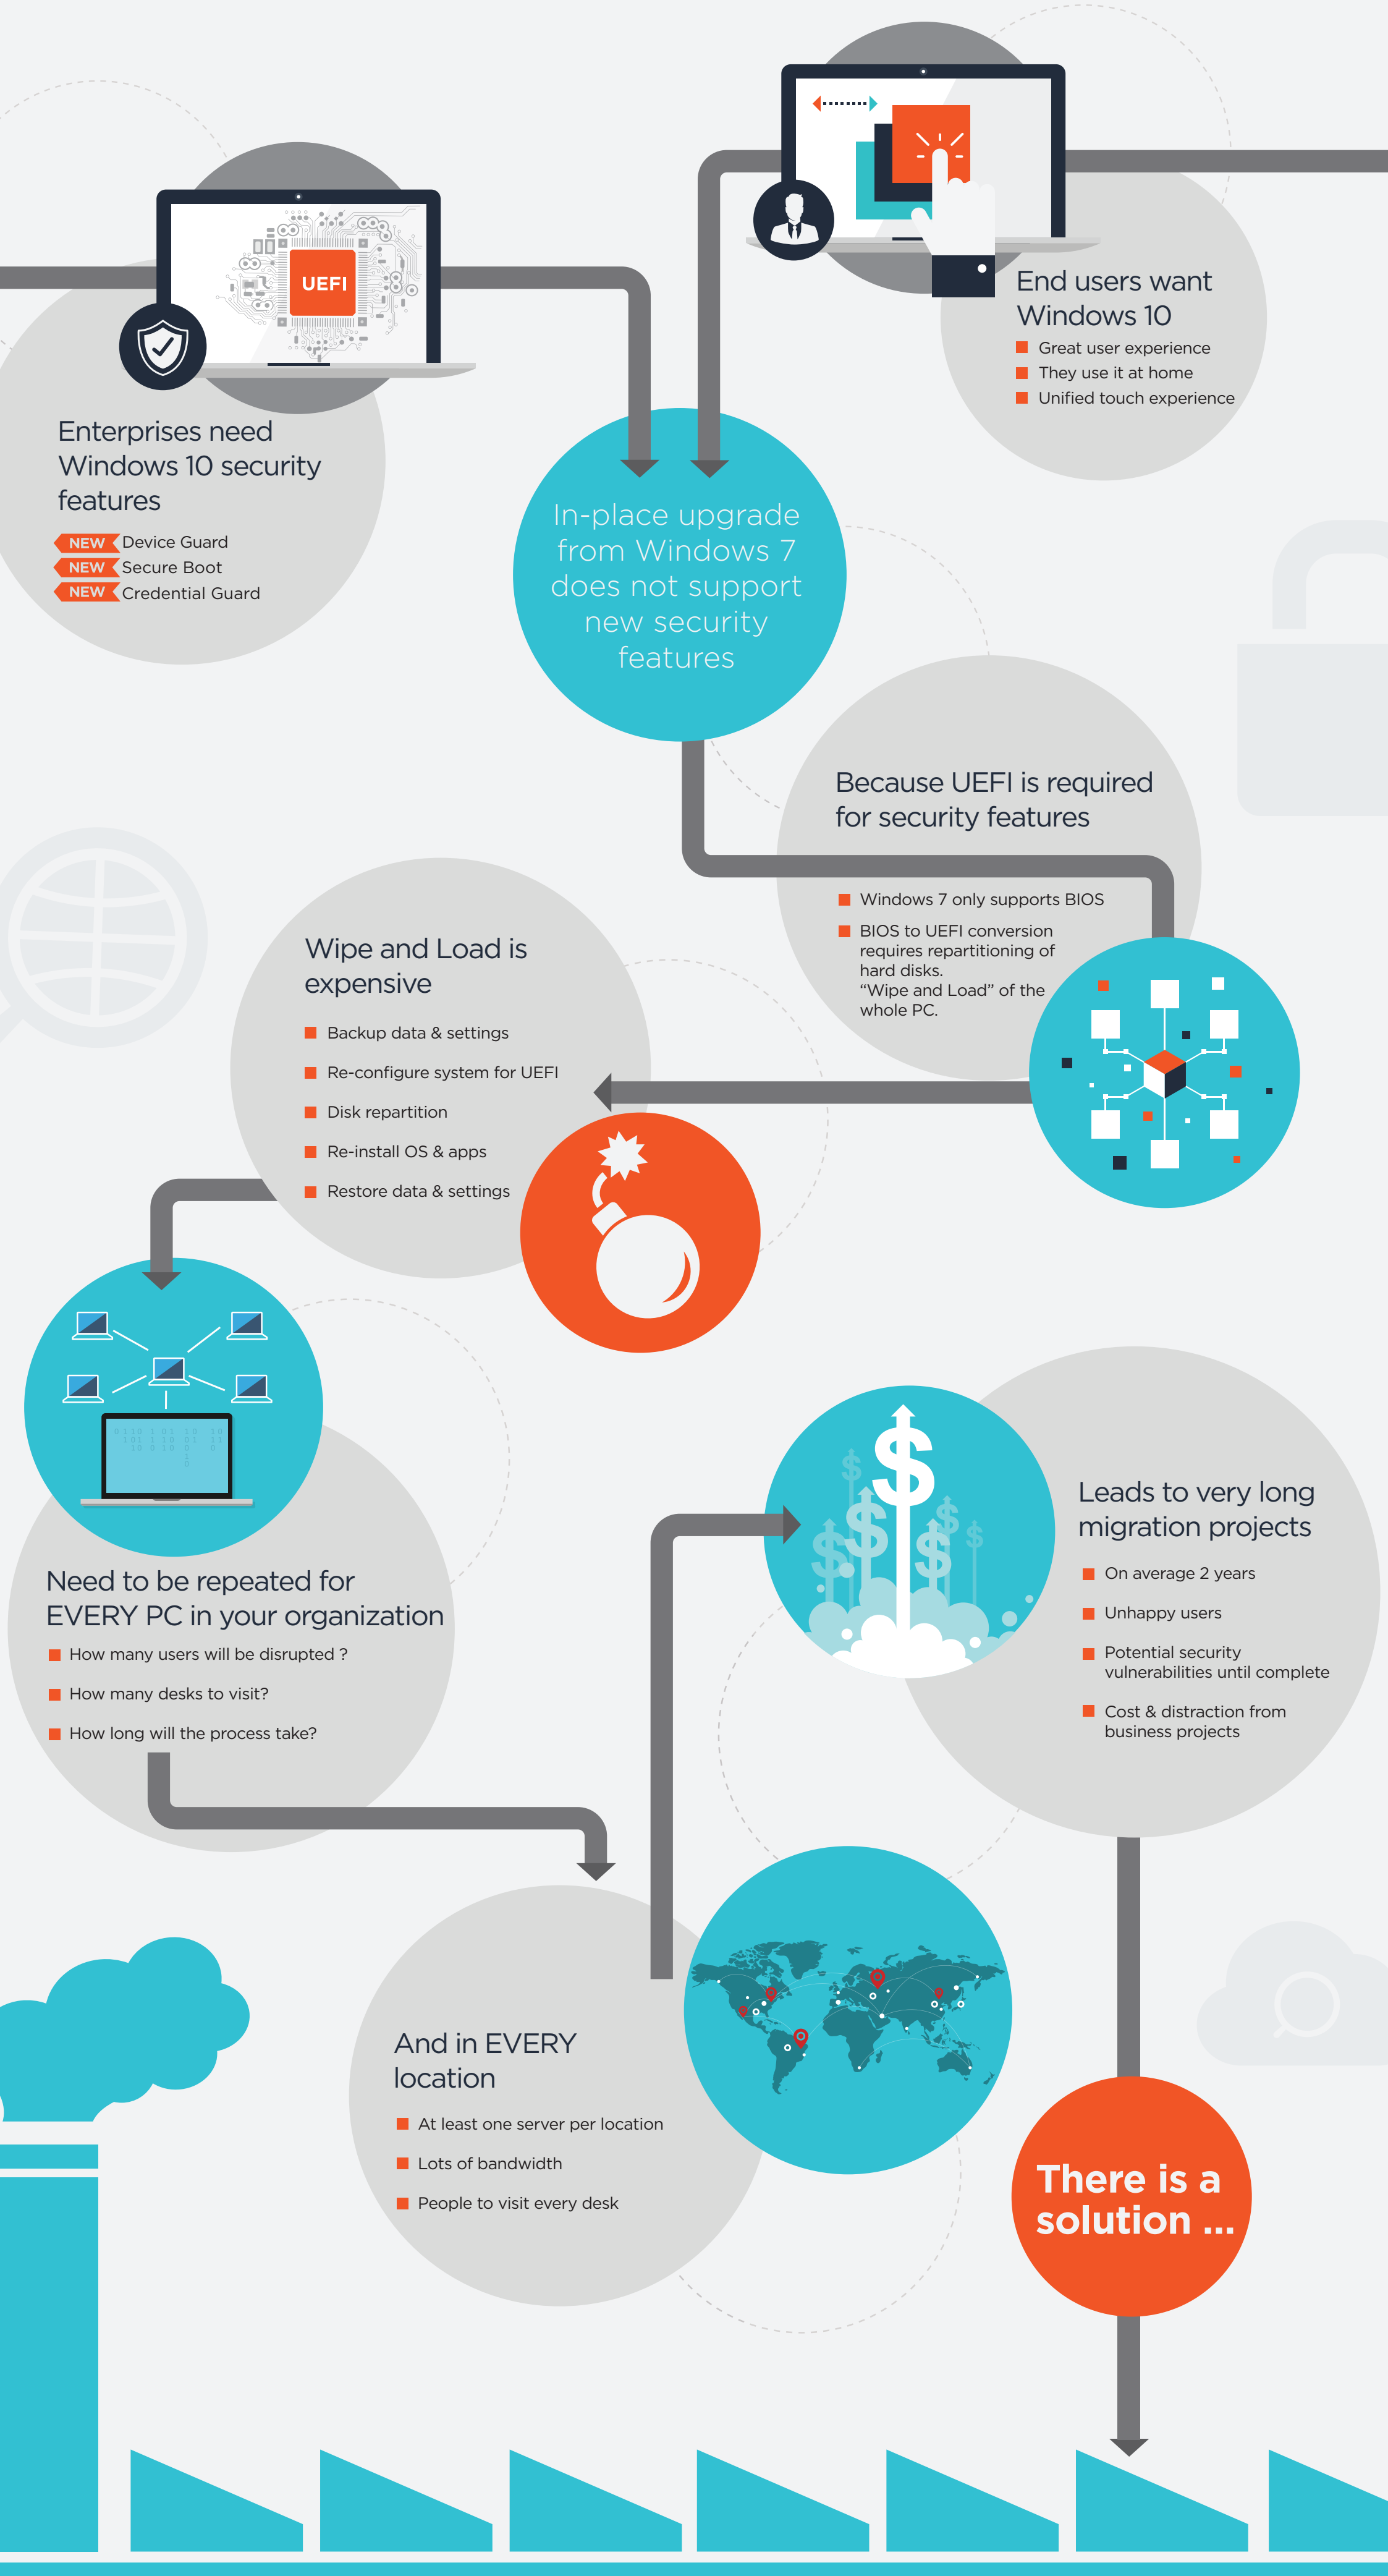 UEFI
Enterprises need
Windows 10 security
features
NEW Device Guard
NEW Secure Boot
NEW Credential Guard
End users want
Windows 10
Great user experience
They use it at home
Unified touch experience
In-place upgrade
from Windows 7
does not support
new security
features
Because UEFI is required
for security features
Windows 7 only supports BIOS
BIOS to UEFI conversion
requires repartitioning of
hard disks.
“Wipe and Load” of the
whole PC.
Wipe and Load is
expensive
Backup data & settings
Re-configure system for UEFI
Disk repartition
Re-install OS & apps
Restore data & settings
Need to be repeated for
EVERY PC in your organization
How many users will be disrupted ?
How many desks to visit?
How long will the process take?
And in EVERY
location
At least one server per location
Lots of bandwidth
People to visit every desk
$
$
$
$
$
$
$
Leads to very long
migration projects
On average 2 years
Unhappy users
Potential security
vulnerabilities until complete
Cost & distraction from
business projects
There is a
solution ...